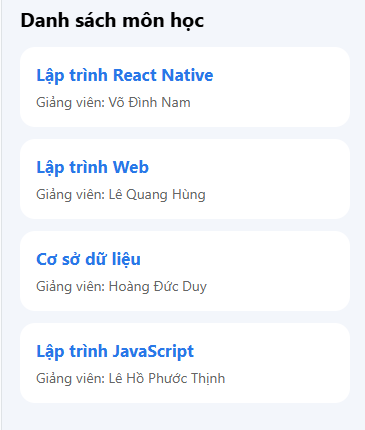 Danh sách môn học
Lập trình React Native
Giảng viên: Võ Đình Nam
Lập trình Web
Giảng viên: Lê Quang Hùng
Cơ sở dữ liệu
Giảng viên: Hoàng Đức Duy
Lập trình JavaScript
Giảng viên: Lê Hồ Phước Thịnh